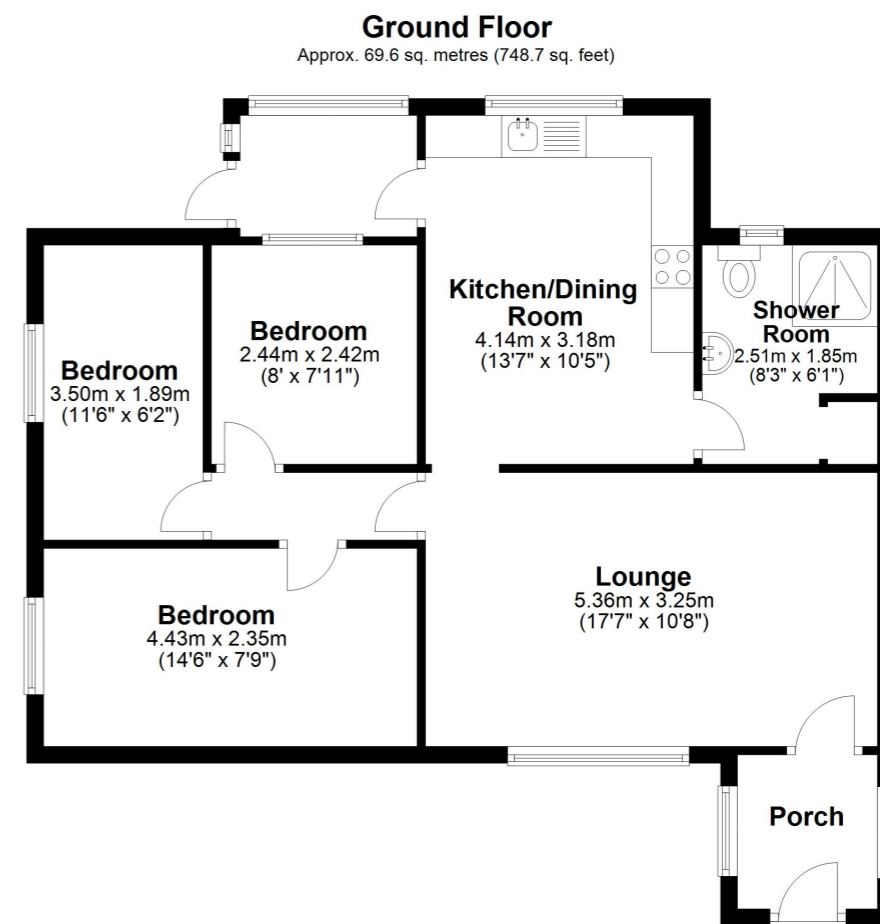 Ground Floor
Approx. 69.6 sq. metres (748.7 sq. feet)
Kitchen/Dining
Room
4.14m x 3.18m
(13'7" x 10'5")
Shower
Room
2.51m x 1.85m
(8'3" x 6'1")
Bedroom
2.44m x 2.42m
(8' x 7'11")
Bedroom
3.50m x 1.89m
(11'6" x 6'2")
Lounge
5.36m x 3.25m
(17'7" x 10'8")
Bedroom
4.43m x 2.35m
(14'6" x 7'9")
Porch